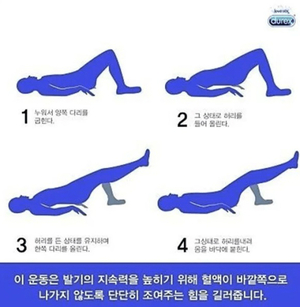 durex
1 누워서 양쪽 다리를
굽힌다.
2 그 상태로 허리를
들어 올린다.
3 허리를 든 상태를 유지하며
한쪽 다리를 올린다.
4 그상태로 허리를내려
몸을 바닥에 붙힌다.
이 운동은 발기의 지속력을 높히기 위해 혈액이 바깥쪽으로
나가지 않도록 단단히 조여주는 힘을 길러줍니다.